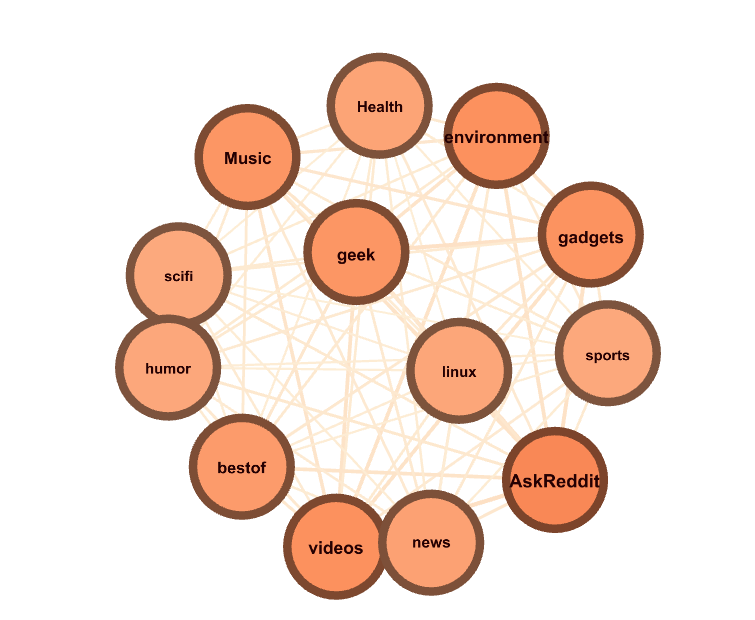 Health
environment
Music
gadgets
geek
scifi
sports
humor
linux
bestof
AskReddit
news
videos